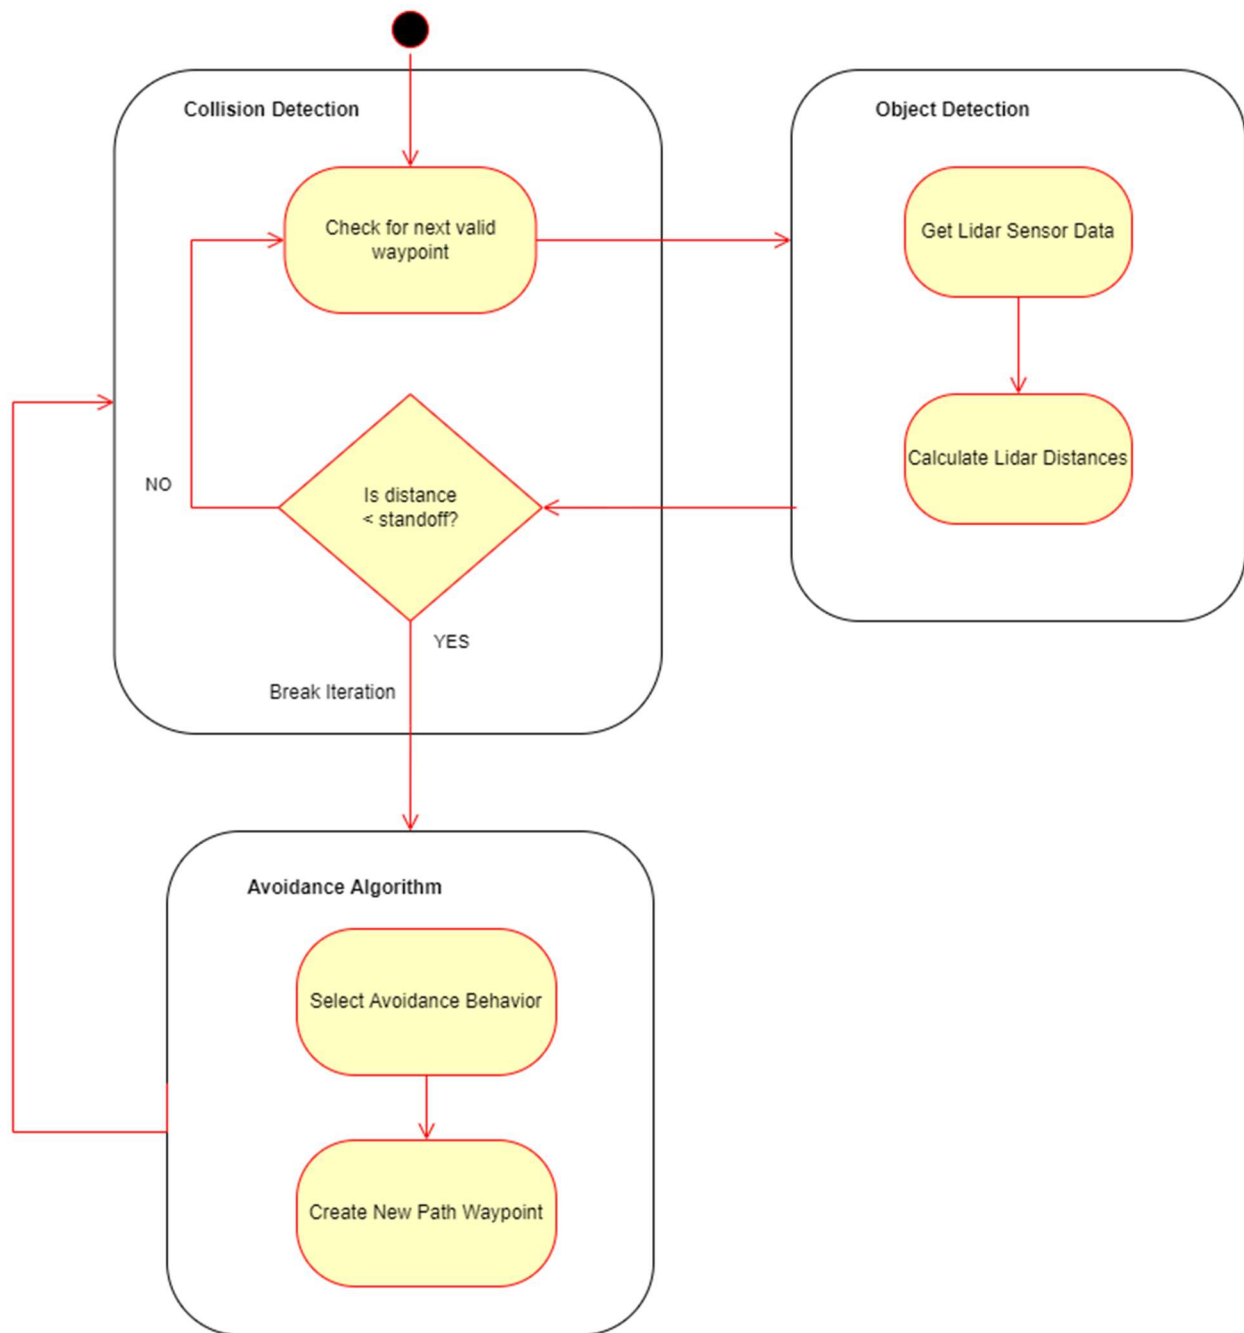 Collision Detection
Object Detection
Check for next valid
waypoint
Get Lidar Sensor Data
Calculate Lidar Distances
NO
Is distance
< standoff?
YES
Break Iteration
Avoidance Algorithm
Select Avoidance Behavior
Create New Path Waypoint